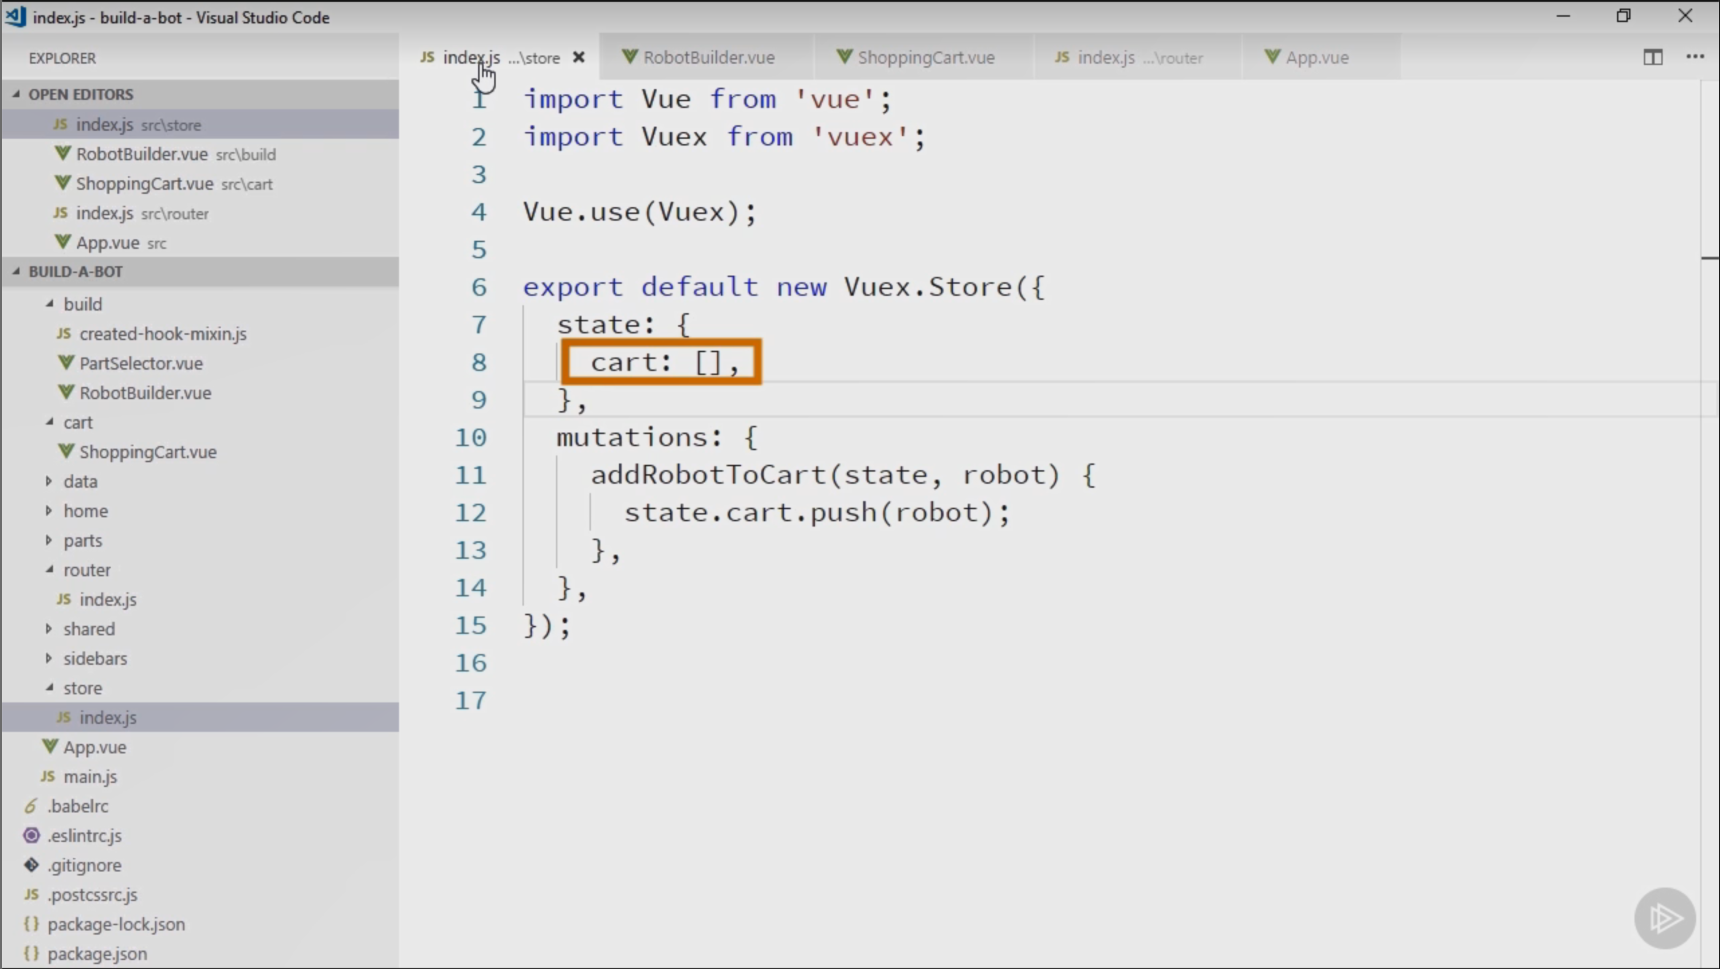 index.js - build-a-bot - Visual Studio Code
EXPLORER
OPEN EDITORS
JS index.js src\store
RobotBuilder.vue src\build
ShoppingCart.vue src\cart
JS index.js src\router
App.vue src
BUILD-A-BOT
build
JS created-hook-mixin.js
PartSelector.vue
RobotBuilder.vue
cart
ShoppingCart.vue
data
home
parts
router
JS index.js
shared
sidebars
store
JS index.js
App.vue
JS main.js
.babelrc
.eslintrc.js
.gitignore
JS .postcssrc.js
{} package-lock.json
{} package.json
JS index.js ...\store RobotBuilder.vue ShoppingCart.vue JS index.js ...\router App.vue
1 import Vue from 'vue';
2 import Vuex from 'vuex';
3
4 Vue.use(Vuex);
5
6 export default new Vuex.Store({
7 state: {
8 cart: [],
9 },
10 mutations: {
11 addRobotToCart(state, robot) {
12 state.cart.push(robot);
13 },
14 },
15 });
16
17